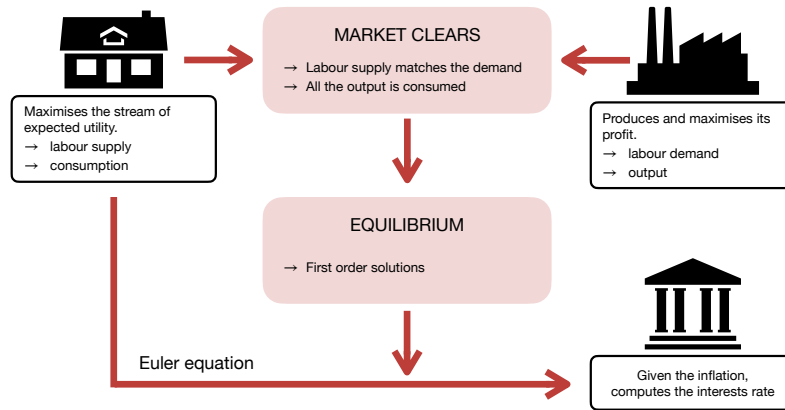 MARKET CLEARS
→ Labour supply matches the demand
→ All the output is consumed
Maximises the stream of
expected utility.
→ labour supply
→ consumption
Produces and maximises its
profit.
→ labour demand
→ output
EQUILIBRIUM
→ First order solutions
Euler equation
Given the inflation,
computes the interests rate